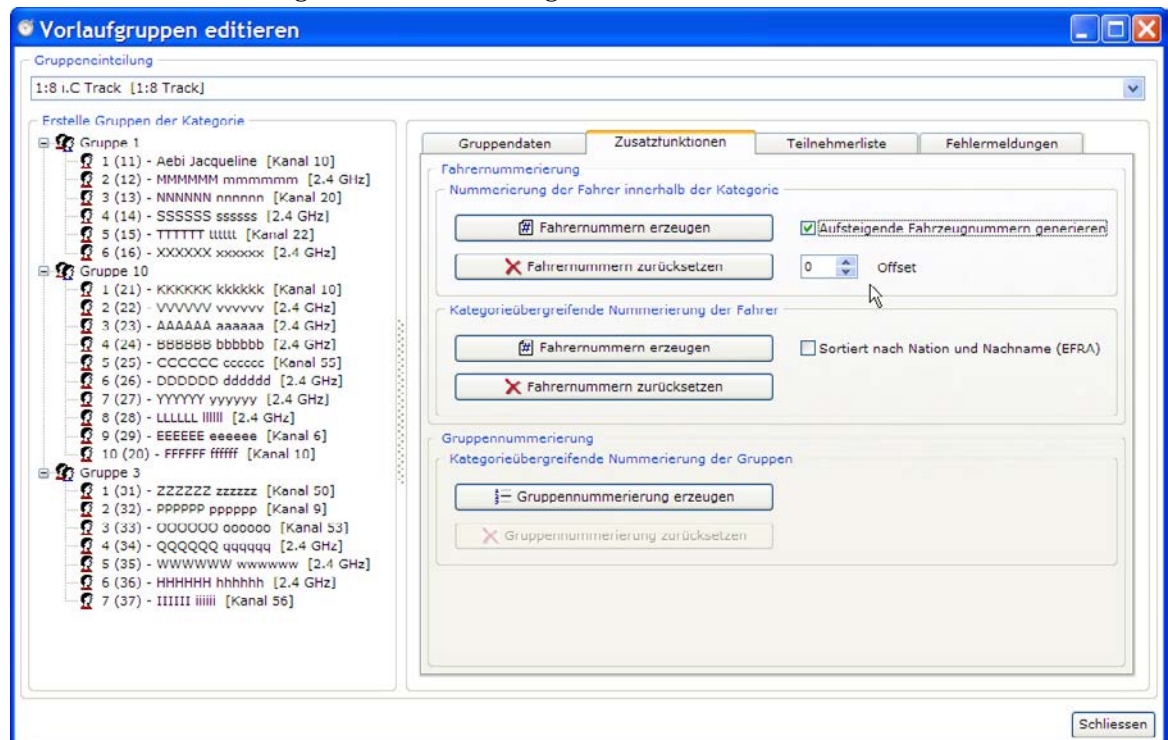 Vorlaufgruppen editieren
Gruppeneinteilung
1:8 i.C Track [1:8 Track]
Erstelle Gruppen der Kategorie
Gruppe 1
1 (11) - Aebi Jacqueline [Kanal 10]
2 (12) - MMMMMM mmmmmm [2.4 GHz]
3 (13) - NNNNNN nnnnnn [Kanal 20]
4 (14) - SSSSSS ssssss [2.4 GHz]
5 (15) - TTTTTT tttttt [Kanal 22]
6 (16) - XXXXXX xxxxxx [2.4 GHz]
Gruppe 10
1 (21) - KKKKKK kkkkkk [Kanal 10]
2 (22) - VVVVVV vvvvvv [2.4 GHz]
3 (23) - AAAAAA aaaaaa [2.4 GHz]
4 (24) - BBBBBB bbbbbb [2.4 GHz]
5 (25) - CCCCCC cccccc [Kanal 55]
6 (26) - DDDDDD dddddd [2.4 GHz]
7 (27) - YYYYYY yyyyyy [2.4 GHz]
8 (28) - LLLLLL llllll [2.4 GHz]
9 (29) - EEEEEE eeeeee [Kanal 6]
10 (20) - FFFFFF ffffff [Kanal 10]
Gruppe 3
1 (31) - ZZZZZZ zzzzzz [Kanal 50]
2 (32) - PPPPPP pppppp [Kanal 9]
3 (33) - OOOOOO oooooo [Kanal 53]
4 (34) - QQQQQQ qqqqqq [2.4 GHz]
5 (35) - WWWWWW wwwwww [2.4 GHz]
6 (36) - HHHHHH hhhhhh [2.4 GHz]
7 (37) - IIIIII iiiiii [Kanal 56]
Gruppendaten Zusatzfunktionen Teilnehmerliste Fehlermeldungen
Fahrernummerierung
Nummerierung der Fahrer innerhalb der Kategorie
Fahrernummern erzeugen Aufsteigende Fahrzeugnummern generieren
Fahrernummern zurücksetzen 0 Offset
Kategorieübergreifende Nummerierung der Fahrer
Fahrernummern erzeugen Sortiert nach Nation und Nachname (EFRA)
Fahrernummern zurücksetzen
Gruppennummerierung
Kategorieübergreifende Nummerierung der Gruppen
Gruppennummerierung erzeugen
Gruppennummerierung zurücksetzen
Schliessen